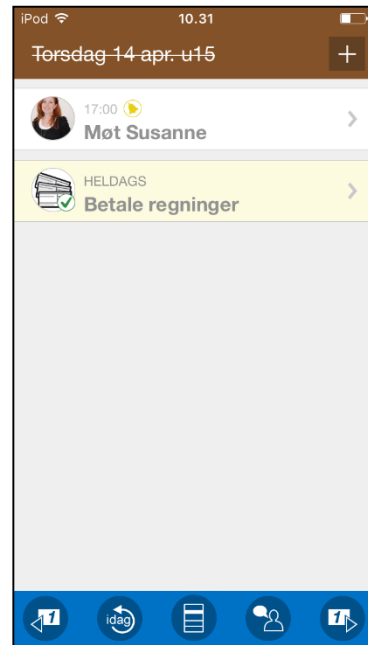 iPod 10.31
Torsdag 14 apr. u15 +
17:00
Møt Susanne
HELDAGS
Betale regninger
1 idag 1